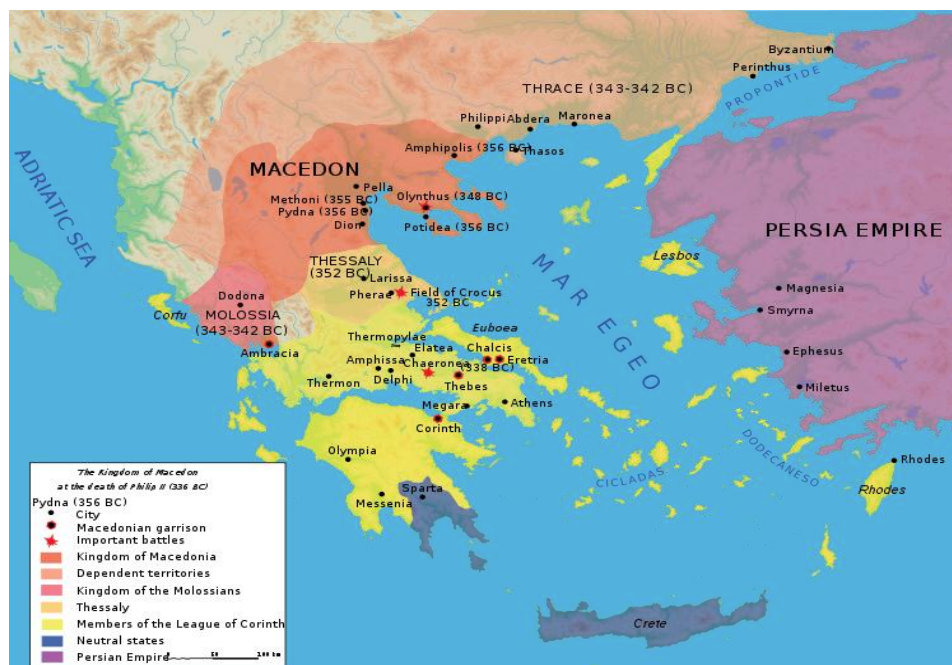 Byzantium
Perinthus
PROPONTIDE
THRACE (343-342 BC)
Philippi
Abdera
Maronea
Amphipolis (356 BC)
Thasos
ADRIATIC SEA
MACEDON
Pella
Methoni (355 BC)
Olynthus (348 BC)
Pydna (356 BC)
Dion
Potidea (356 BC)
PERSIA EMPIRE
THESSALY
(352 BC)
Larissa
Pherae
Field of Crocus
352 BC
MAR EGEO
Lesbos
Magnesia
Smyrna
Dodona
Corfu
MOLOSSIA
(343-342 BC)
Ambracia
Euboea
Thermopylae
Elatea
Chalcis
Eretria
Amphissa
Chaeronea
(338 BC)
Delphi
Thermon
Thebes
Ephesus
Miletus
Megara
Athens
Corinth
Olympia
DODECANESO
CICLADAS
Rhodes
Rhodes
Sparta
Messenia
Crete
The Kingdom of Macedon
at the death of Philip II (336 BC)
Pydna (356 BC)
City
Macedonian garrison
Important battles
Kingdom of Macedonia
Dependent territories
Kingdom of the Molossians
Thessaly
Members of the League of Corinth
Neutral states
Persian Empire
0 50 100 km